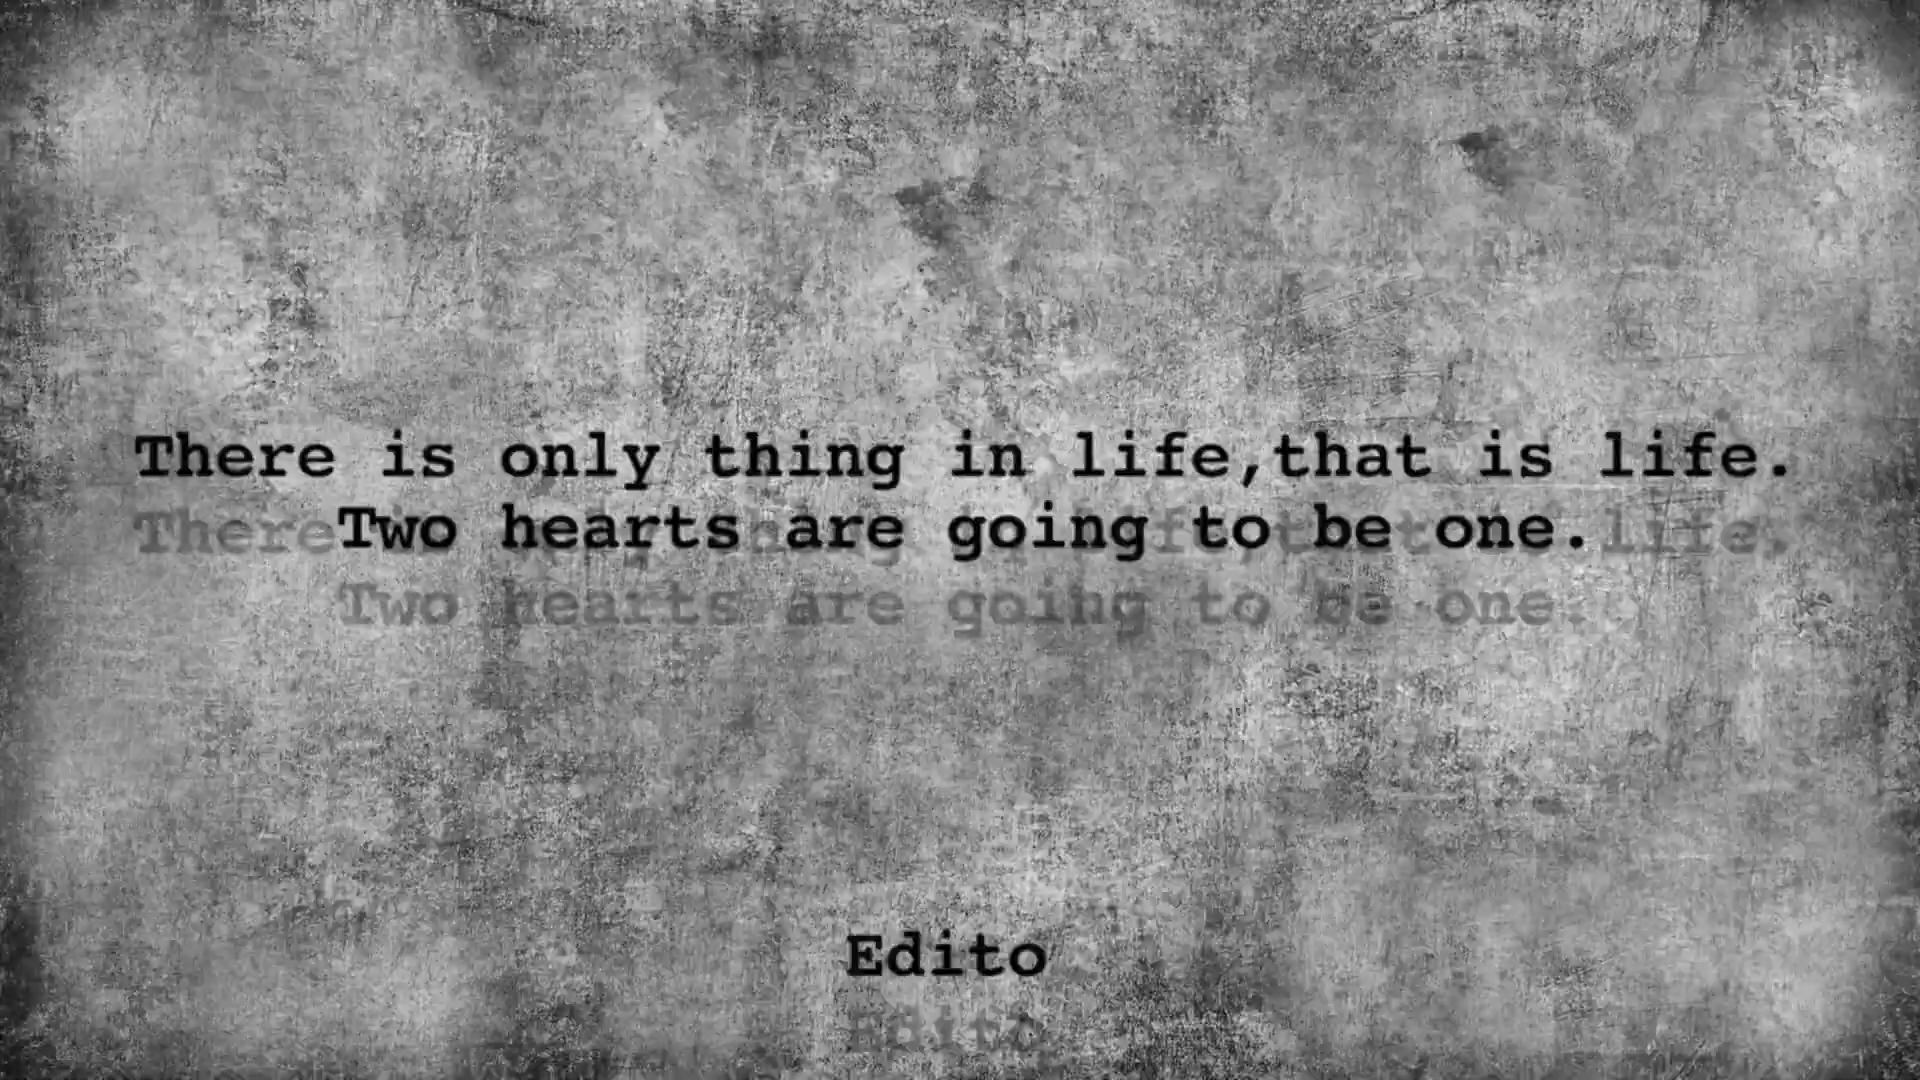 There is only thing in life,that is life.
Two hearts are going to be one.
Edito